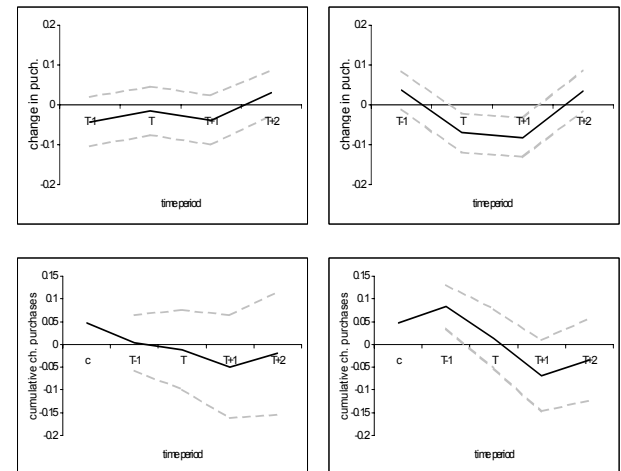 0.2
0.1
0
-0.1
-0.2
change in puch.
T-1 T T+1 T+2
time period
0.2
0.1
0
-0.1
-0.2
change in puch.
T-1 T T+1 T+2
time period
0.15
0.1
0.05
0
-0.05
-0.1
-0.15
-0.2
cumulative ch. purchases
c T-1 T T+1 T+2
time period
0.15
0.1
0.05
0
-0.05
-0.1
-0.15
-0.2
cumulative ch. purchases
c T-1 T T+1 T+2
time period